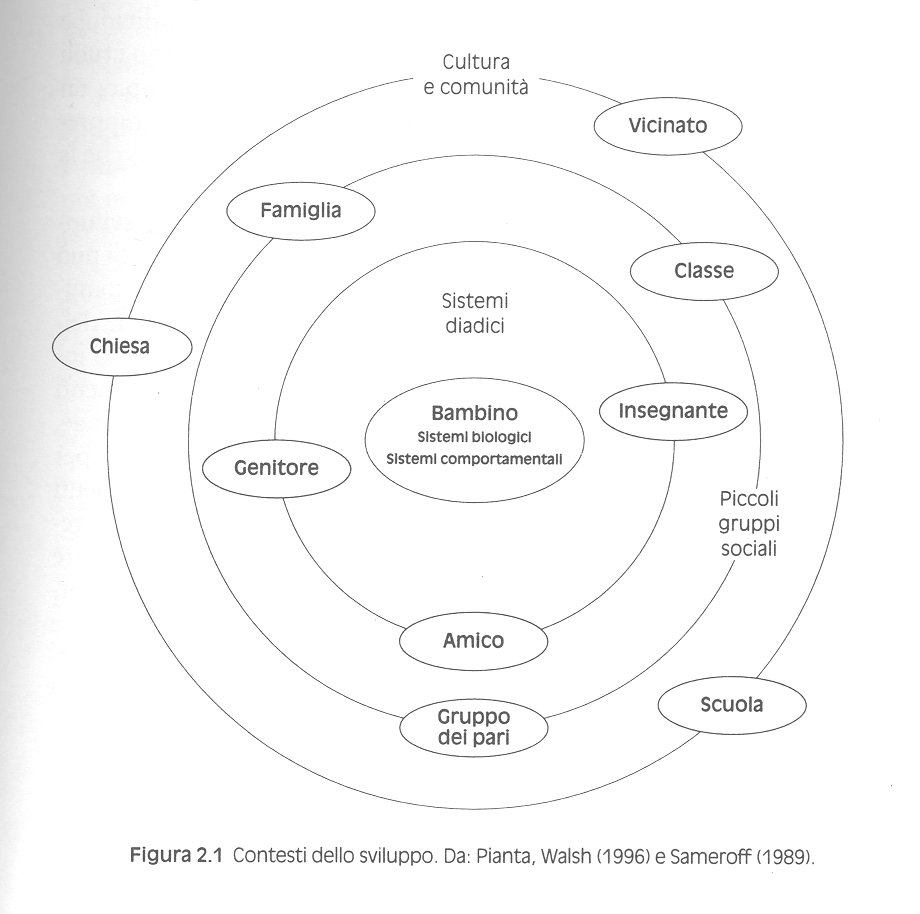 Cultura
e comunità
Vicinato
Famiglia
Classe
Sistemi
diadici
Chiesa
Bambino
Sistemi biologici
Sistemi comportamentali
Insegnante
Genitore
Piccoli
gruppi
sociali
Amico
Gruppo
dei pari
Scuola
Figura 2.1 Contesti dello sviluppo. Da: Pianta, Walsh (1996) e Sameroff (1989).